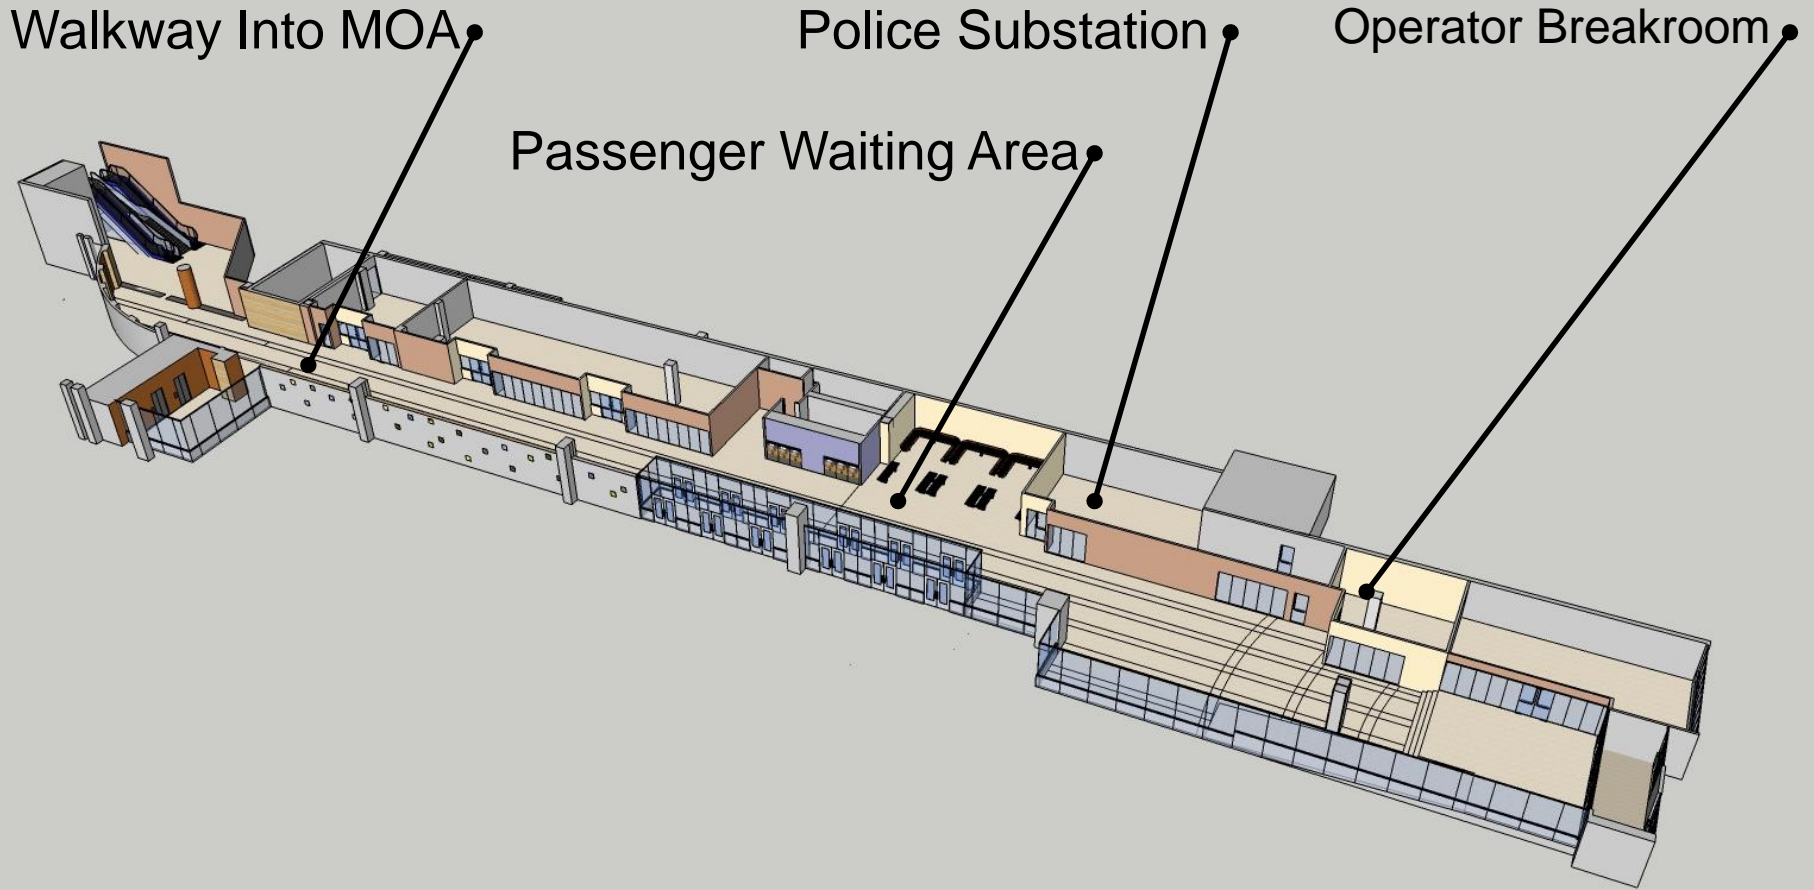 Walkway Into MOA
Police Substation
Operator Breakroom
Passenger Waiting Area